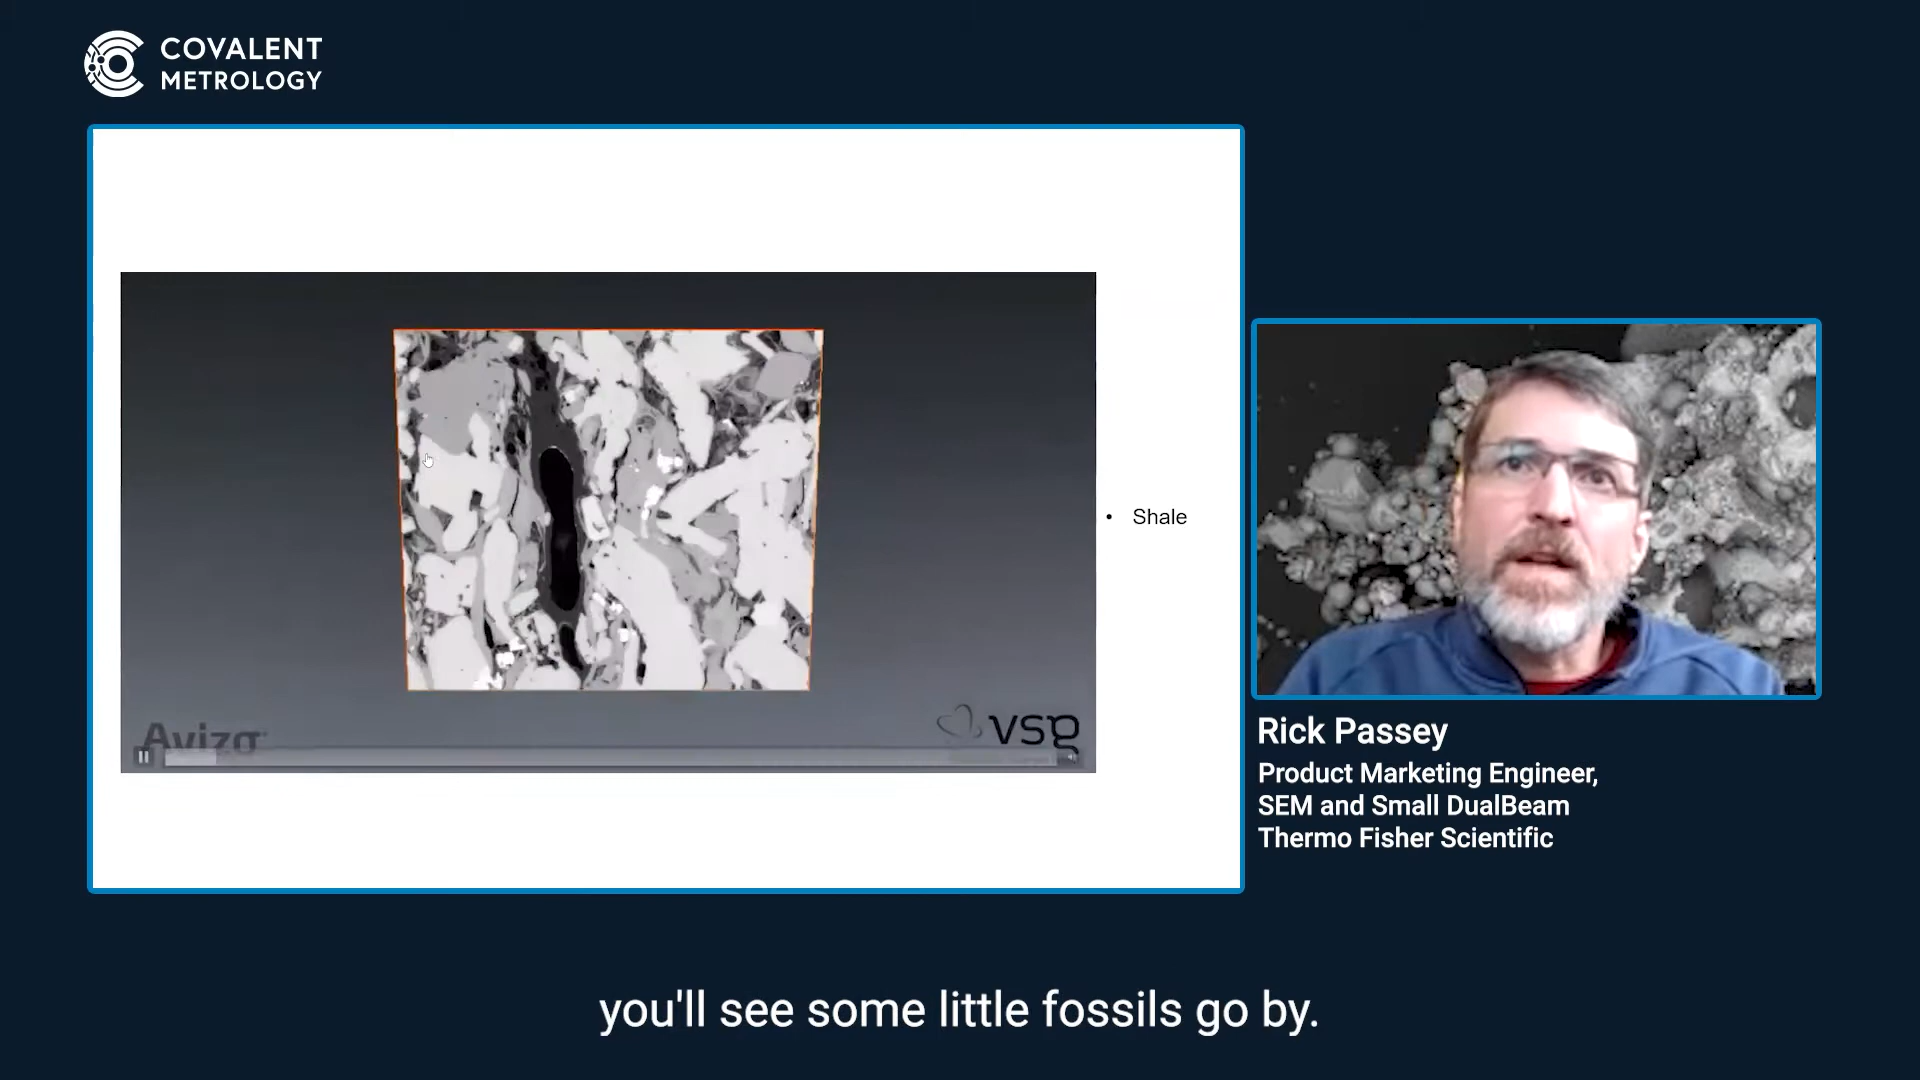 COVALENT
METROLOGY
• Shale
Avizo
vsg
Rick Passey
Product Marketing Engineer,
SEM and Small DualBeam
Thermo Fisher Scientific
you'll see some little fossils go by.